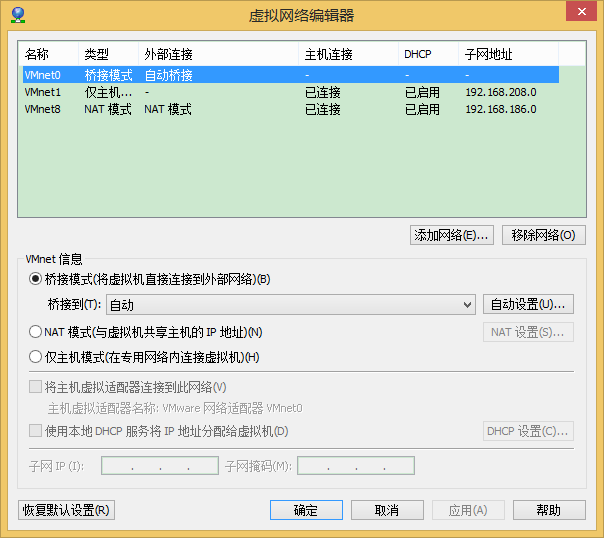 虚拟网络编辑器
名称 类型 外部连接 主机连接 DHCP 子网地址
VMnet0 桥接模式 自动桥接 - - -
VMnet1 仅主机... - 已连接 已启用 192.168.208.0
VMnet8 NAT 模式 NAT 模式 已连接 已启用 192.168.186.0
添加网络(E)... 移除网络(O)
VMnet 信息
桥接模式(将虚拟机直接连接到外部网络)(B)
桥接到(T): 自动 自动设置(U)...
NAT 模式(与虚拟机共享主机的 IP 地址)(N) NAT 设置(S)...
仅主机模式(在专用网络内连接虚拟机)(H)
将主机虚拟适配器连接到此网络(V)
主机虚拟适配器名称: VMware 网络适配器 VMnet0
使用本地 DHCP 服务将 IP 地址分配给虚拟机(D) DHCP 设置(C)...
子网 IP (I): . . . 子网掩码(M): . . .
恢复默认设置(R) 确定 取消 应用(A) 帮助